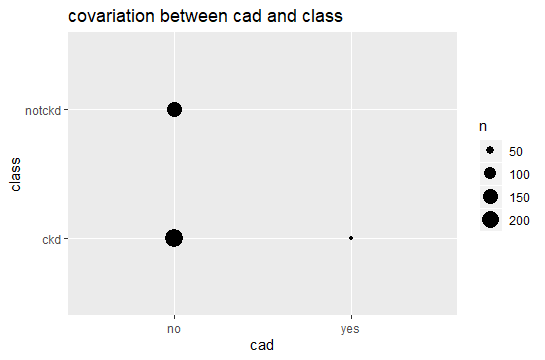 covariation between cad and class
class
notckd
ckd
no
yes
cad
n
50
100
150
200